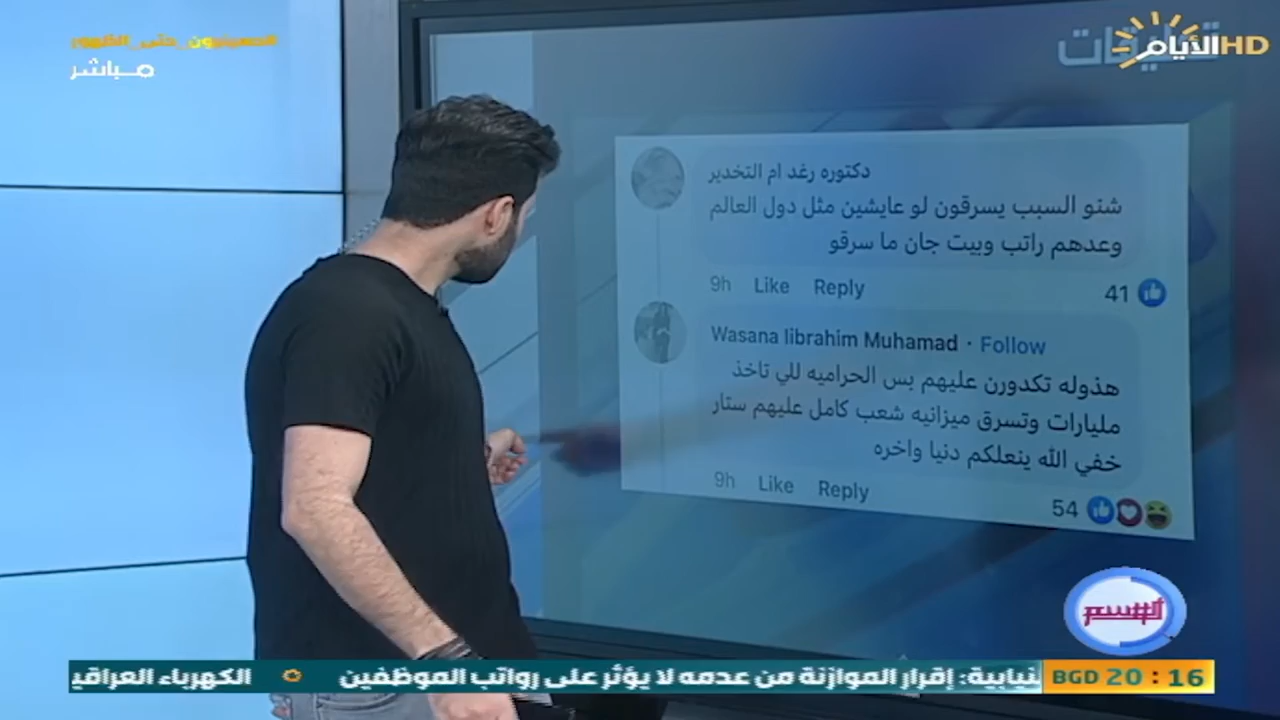 الحسينيون_حتى_الظهور
مباشر
الأيام HD
دكتوره رغد ام التخدير
شنو السبب يسرقون لو عايشين مثل دول العالم
وعدهم راتب وبيت جان ما سرقو
9h Like Reply 41
Wasana Iibrahim Muhamad · Follow
هذوله تكدورن عليهم بس الحراميه للي تاخذ
مليارات وتسرق ميزانيه شعب كامل عليهم ستار
خفي الله ينعلكم دنيا واخره
9h Like Reply 54
نيابية: إقرار الموازنة من عدمه لا يؤثر على رواتب الموظفين
الكهرباء العراقي
BGD 20:16